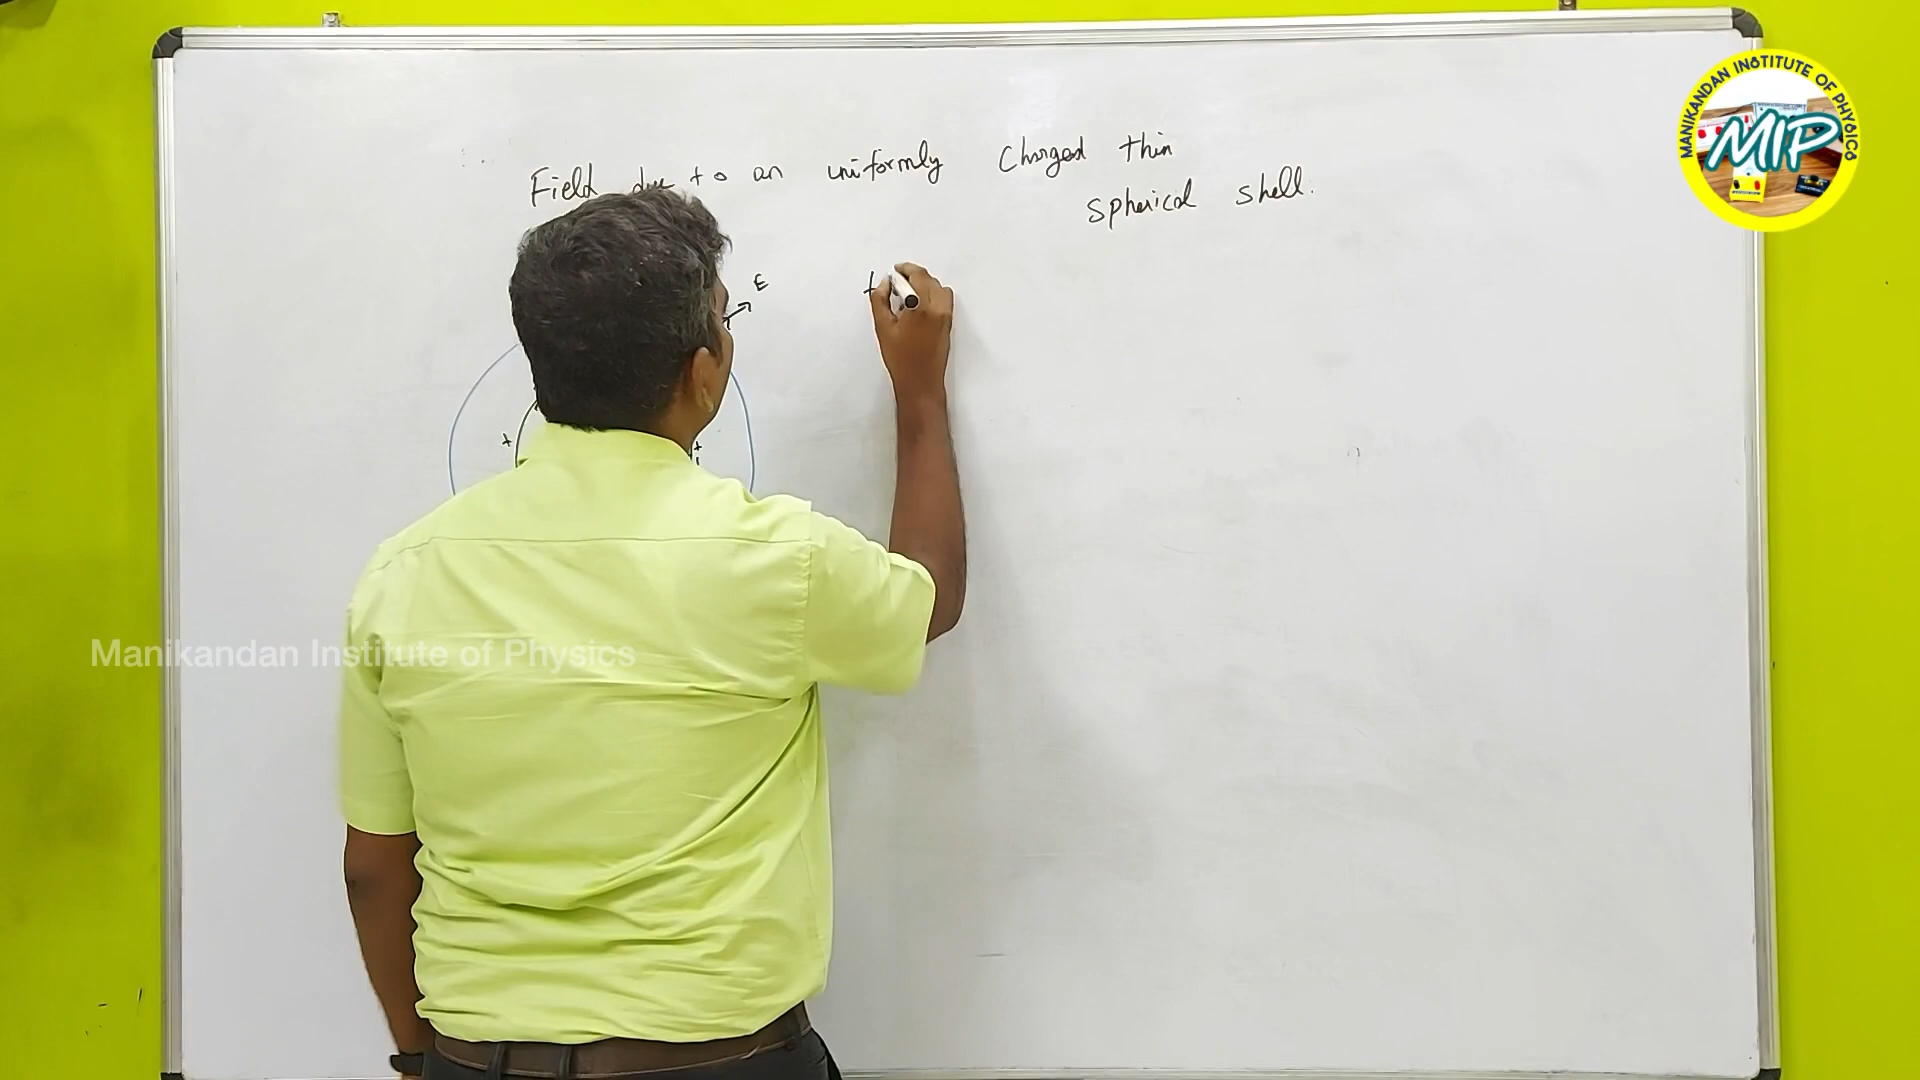 Field due to an uniformly Charged thin
spherical shell.
E
+
+
MANIKANDAN INSTITUTE OF PHYSICS
MIP
Manikandan Institute of Physics